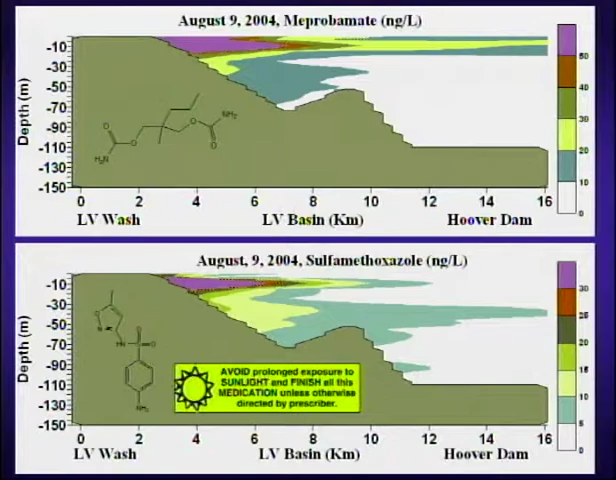 August 9, 2004, Meprobamate (ng/L)
Depth (m)
-10
-30
-50
-70
-90
-110
-130
-150
O
O
NH₂
H₂N
O
O
50
40
30
20
10
0
0 2 4 6 8 10 12 14 16
LV Wash LV Basin (Km) Hoover Dam
August, 9, 2004, Sulfamethoxazole (ng/L)
Depth (m)
-10
-30
-50
-70
-90
-110
-130
-150
O
N
HN
S
O
O
NH₂
AVOID prolonged exposure to
SUNLIGHT and FINISH all this
MEDICATION unless otherwise
directed by prescriber.
30
25
20
15
10
5
0
0 2 4 6 8 10 12 14 16
LV Wash LV Basin (Km) Hoover Dam